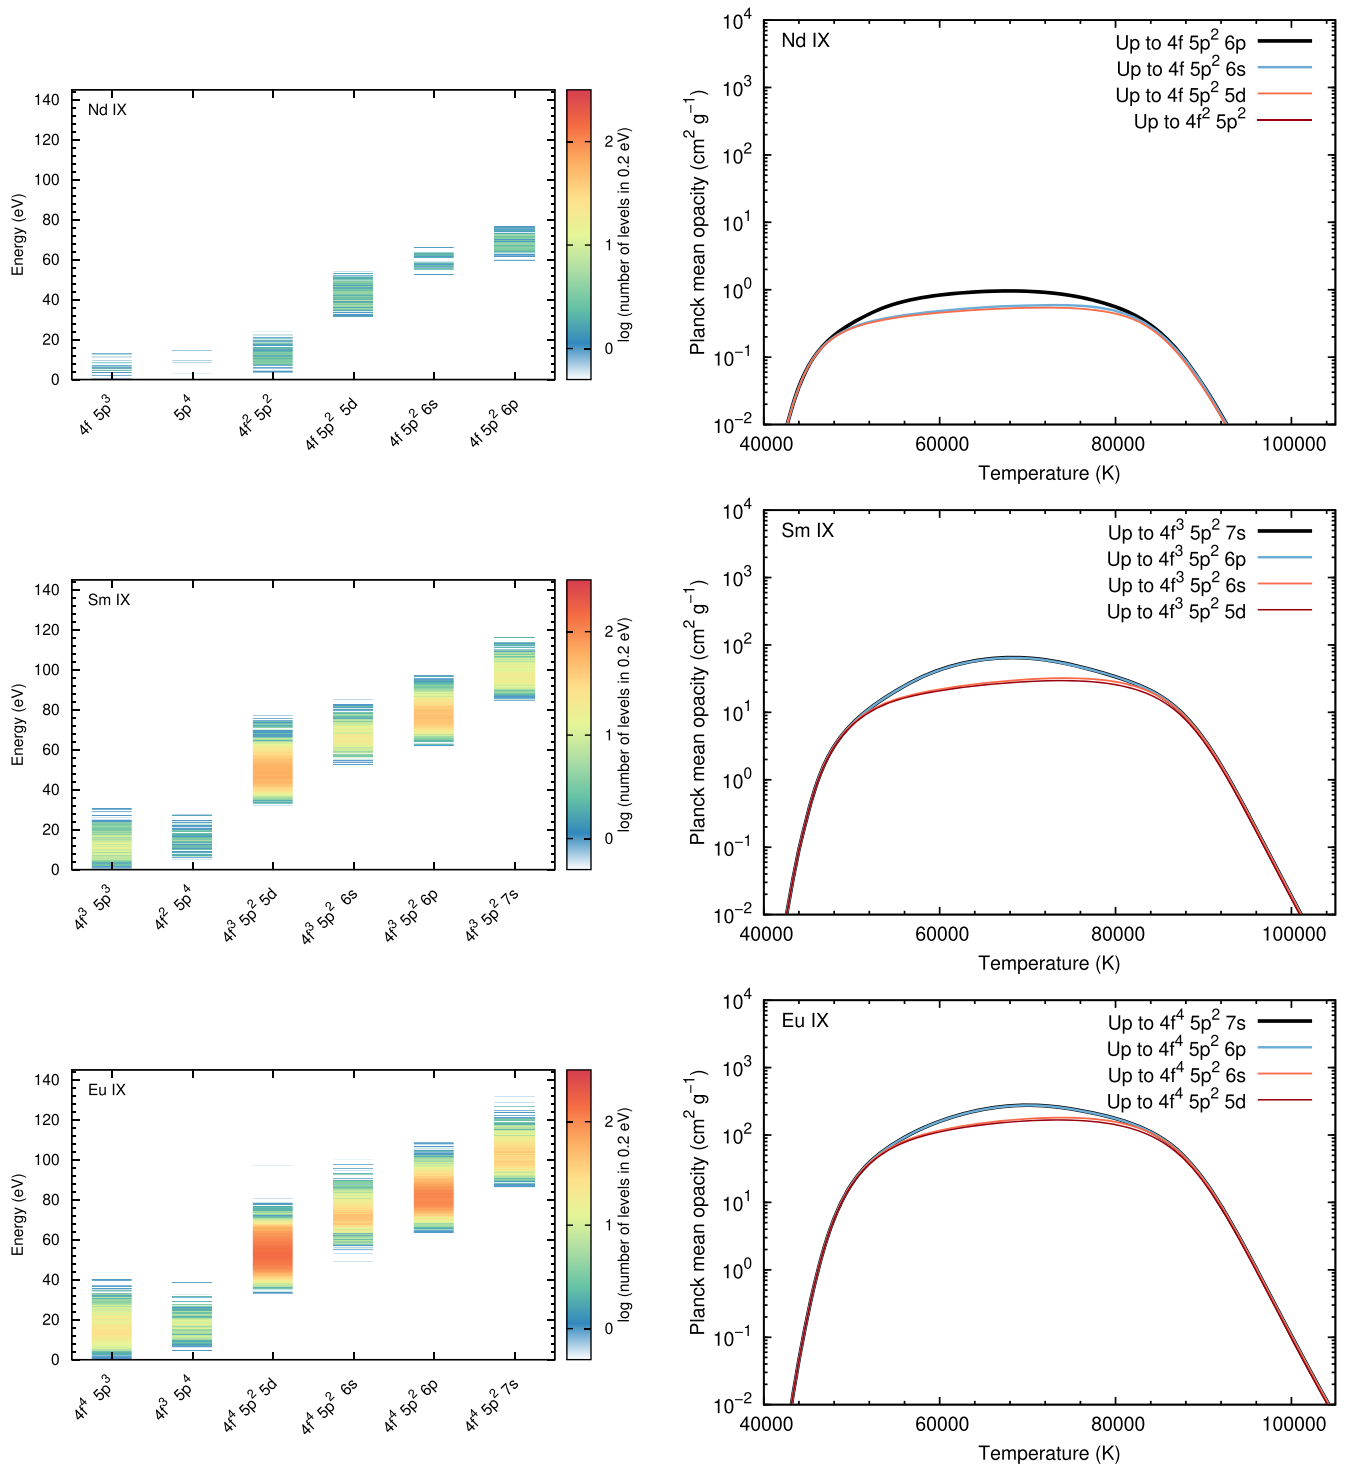 Nd IX
Energy (eV)
140
120
100
80
60
40
20
0
4f 5p³
5p⁴
4f² 5p²
4f 5p² 5d
4f 5p² 6s
4f 5p² 6p
2
1
0
log (number of levels in 0.2 eV)
Nd IX
Up to 4f 5p² 6p
Up to 4f 5p² 6s
Up to 4f 5p² 5d
Up to 4f² 5p²
Planck mean opacity (cm² g⁻¹)
10⁴
10³
10²
10¹
10⁰
10⁻¹
10⁻²
40000 60000 80000 100000
Temperature (K)
Sm IX
Energy (eV)
140
120
100
80
60
40
20
0
4f³ 5p³
4f² 5p⁴
4f³ 5p² 5d
4f³ 5p² 6s
4f³ 5p² 6p
4f³ 5p² 7s
2
1
0
log (number of levels in 0.2 eV)
Sm IX
Up to 4f³ 5p² 7s
Up to 4f³ 5p² 6p
Up to 4f³ 5p² 6s
Up to 4f³ 5p² 5d
Planck mean opacity (cm² g⁻¹)
10⁴
10³
10²
10¹
10⁰
10⁻¹
10⁻²
40000 60000 80000 100000
Temperature (K)
Eu IX
Energy (eV)
140
120
100
80
60
40
20
0
4f⁴ 5p³
4f³ 5p⁴
4f⁴ 5p² 5d
4f⁴ 5p² 6s
4f⁴ 5p² 6p
4f⁴ 5p² 7s
2
1
0
log (number of levels in 0.2 eV)
Eu IX
Up to 4f⁴ 5p² 7s
Up to 4f⁴ 5p² 6p
Up to 4f⁴ 5p² 6s
Up to 4f⁴ 5p² 5d
Planck mean opacity (cm² g⁻¹)
10⁴
10³
10²
10¹
10⁰
10⁻¹
10⁻²
40000 60000 80000 100000
Temperature (K)